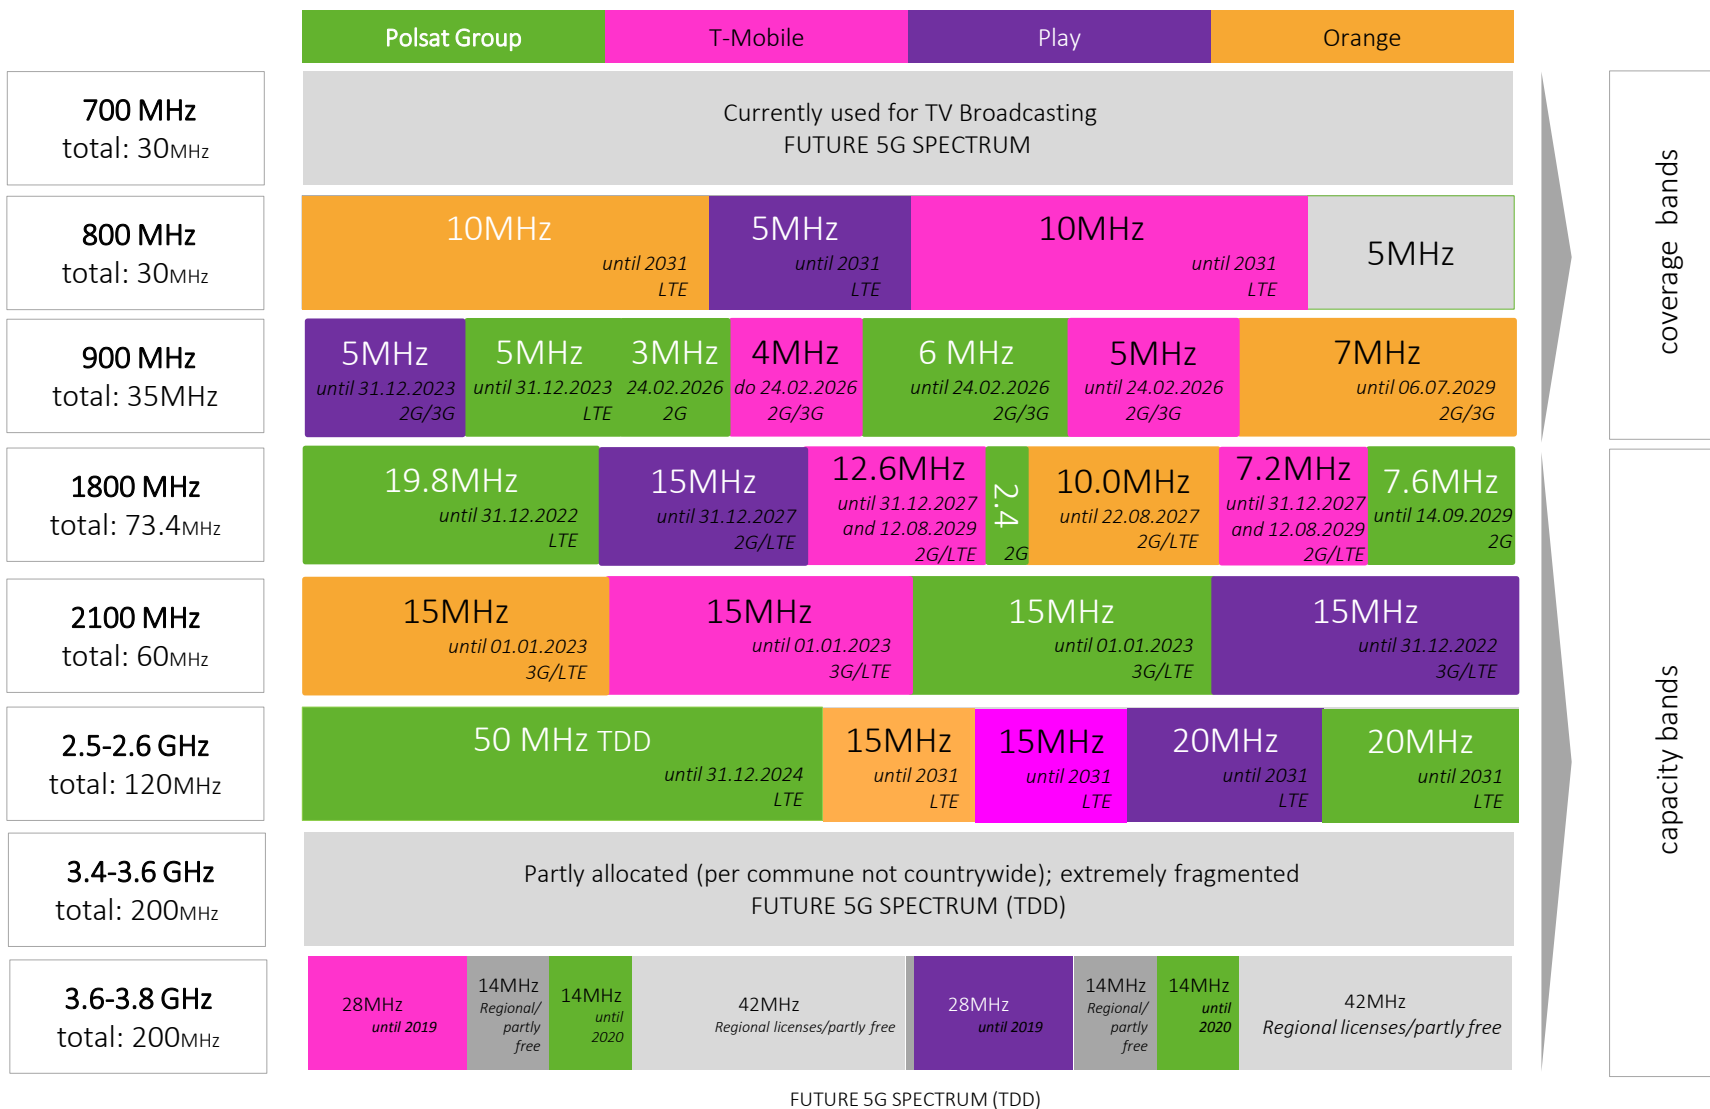 Polsat Group
T-Mobile
Play
Orange
700 MHz
total: 30MHz
Currently used for TV Broadcasting
FUTURE 5G SPECTRUM
800 MHz
total: 30MHz
10MHz
until 2031
LTE
5MHz
until 2031
LTE
10MHz
until 2031
LTE
5MHz
900 MHz
total: 35MHz
5MHz
until 31.12.2023
2G/3G
5MHz
until 31.12.2023
LTE
3MHz
24.02.2026
2G
4MHz
do 24.02.2026
2G/3G
6 MHz
until 24.02.2026
2G/3G
5MHz
until 24.02.2026
2G/3G
7MHz
until 06.07.2029
2G/3G
coverage bands
1800 MHz
total: 73.4MHz
19.8MHz
until 31.12.2022
LTE
15MHz
until 31.12.2027
2G/LTE
12.6MHz
until 31.12.2027
and 12.08.2029
2G/LTE
2.4
2G
10.0MHz
until 22.08.2027
2G/LTE
7.2MHz
until 31.12.2027
and 12.08.2029
2G/LTE
7.6MHz
until 14.09.2029
2G
2100 MHz
total: 60MHz
15MHz
until 01.01.2023
3G/LTE
15MHz
until 01.01.2023
3G/LTE
15MHz
until 01.01.2023
3G/LTE
15MHz
until 31.12.2022
3G/LTE
2.5-2.6 GHz
total: 120MHz
50 MHz TDD
until 31.12.2024
LTE
15MHz
until 2031
LTE
15MHz
until 2031
LTE
20MHz
until 2031
LTE
20MHz
until 2031
LTE
3.4-3.6 GHz
total: 200MHz
Partly allocated (per commune not countrywide); extremely fragmented
FUTURE 5G SPECTRUM (TDD)
3.6-3.8 GHz
total: 200MHz
28MHz
until 2019
14MHz
Regional/
partly
free
14MHz
until
2020
42MHz
Regional licenses/partly free
28MHz
until 2019
14MHz
Regional/
partly
free
14MHz
until
2020
42MHz
Regional licenses/partly free
capacity bands
FUTURE 5G SPECTRUM (TDD)